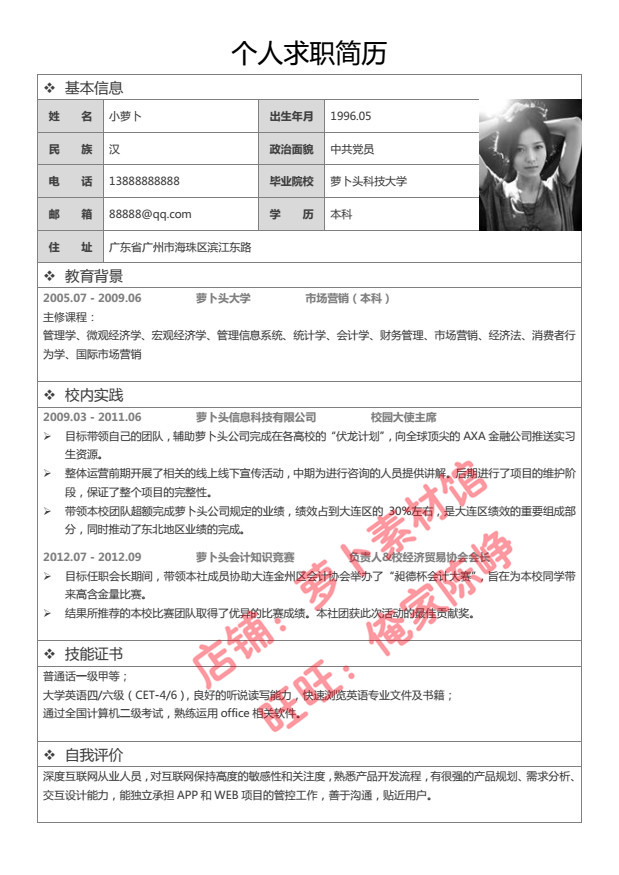 个人求职简历
❖ 基本信息
姓 名 小萝卜 出生年月 1996.05
民 族 汉 政治面貌 中共党员
电 话 13888888888 毕业院校 萝卜头科技大学
邮 箱 88888@qq.com 学 历 本科
住 址 广东省广州市海珠区滨江东路
❖ 教育背景
2005.07 - 2009.06 萝卜头大学 市场营销（本科）
主修课程：
管理学、微观经济学、宏观经济学、管理信息系统、统计学、会计学、财务管理、市场营销、经济法、消费者行
为学、国际市场营销
❖ 校内实践
2009.03 - 2011.06 萝卜头信息科技有限公司 校园大使主席
➢ 目标带领自己的团队，辅助萝卜头公司完成在各高校的“伏龙计划”，向全球顶尖的 AXA 金融公司推送实习
生资源。
➢ 整体运营前期开展了相关的线上线下宣传活动，中期为进行咨询的人员提供讲解。后期进行了项目的维护阶
段，保证了整个项目的完整性。
➢ 带领本校团队超额完成萝卜头公司规定的业绩，绩效占到大连区的 30%左右，是大连区绩效的重要组成部
分，同时推动了东北地区业绩的完成。
2012.07 - 2012.09 萝卜头会计知识竞赛 负责人&校经济贸易协会会长
➢ 目标任职会长期间，带领本社成员协助大连金州区会计协会举办了“昶德杯会计大赛”，旨在为本校同学带
来高含金量比赛。
➢ 结果所推荐的本校比赛团队取得了优异的比赛成绩。本社团获此次活动的最佳贡献奖。
❖ 技能证书
普通话一级甲等；
大学英语四/六级（CET-4/6），良好的听说读写能力，快速浏览英语专业文件及书籍；
通过全国计算机二级考试，熟练运用 office 相关软件。
❖ 自我评价
深度互联网从业人员，对互联网保持高度的敏感性和关注度，熟悉产品开发流程，有很强的产品规划、需求分析、
交互设计能力，能独立承担 APP 和 WEB 项目的管控工作，善于沟通，贴近用户。
店铺：萝卜素材馆
旺旺：俺家陈峥